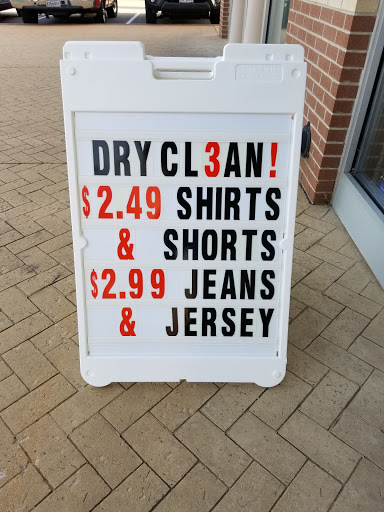 DRY CL3AN!
$2.49 SHIRTS
& SHORTS
$2.99 JEANS
& JERSEY